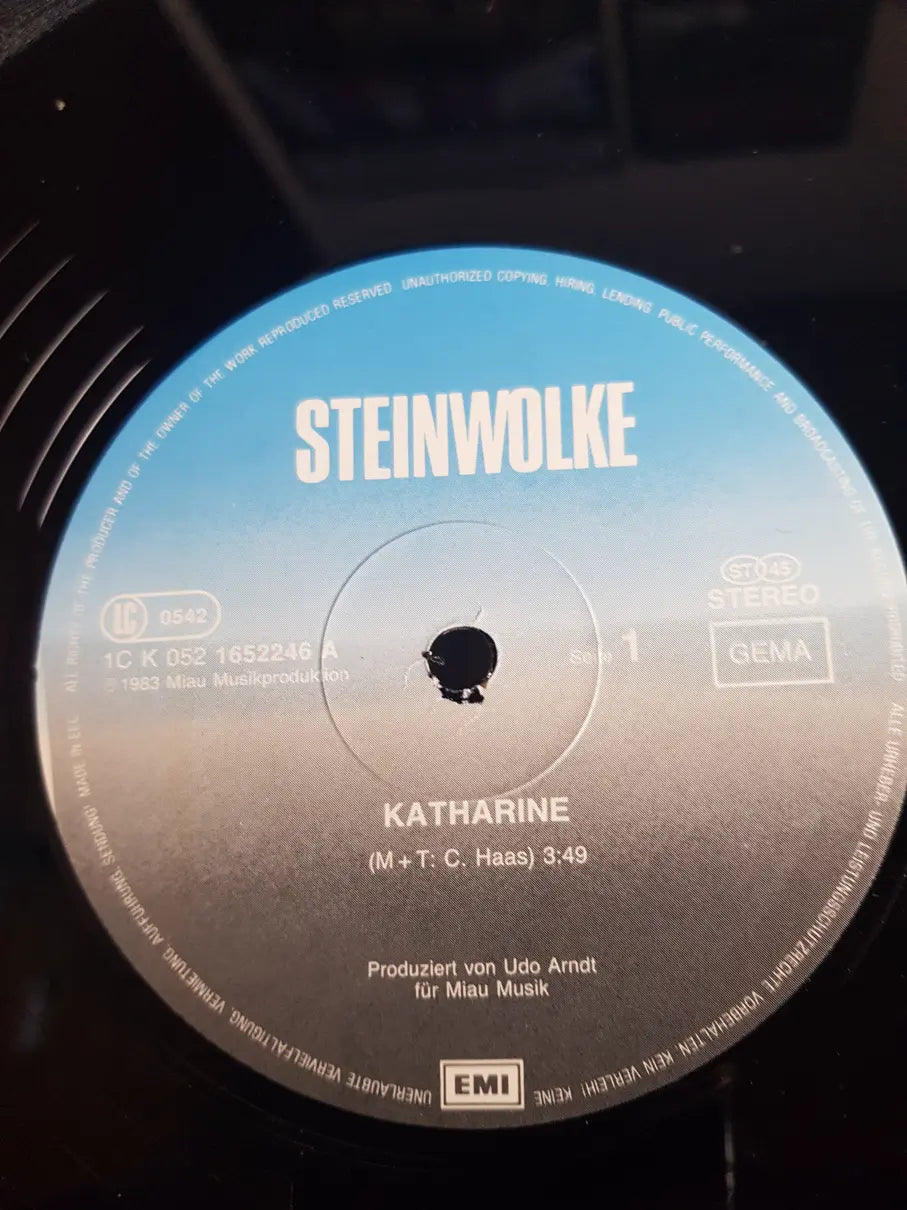 ALL RIGHTS OF THE PRODUCER AND OF THE OWNER OF THE WORK REPRODUCED RESERVED UNAUTHORIZED COPYING, HIRING, LENDING, PUBLIC PERFORMANCE AND BROADCASTING OF THE
STEINWOLKE
LC 0542
ST 45
STEREO
1C K 052 1652246 A
Seite 1
GEMA
℗ 1983 Miau Musikproduktion
KATHARINE
(M + T: C. Haas) 3:49
Produziert von Udo Arndt
für Miau Musik
EMI
ALLE URHEBER- UND LEISTUNGSSCHUTZRECHTE VORBEHALTEN. KEIN VERLEIH! KEINE
UNERLAUBTE VERVIELFÄLTIGUNG, VERMIETUNG, AUFFÜHRUNG, SENDUNG! MADE IN EEC